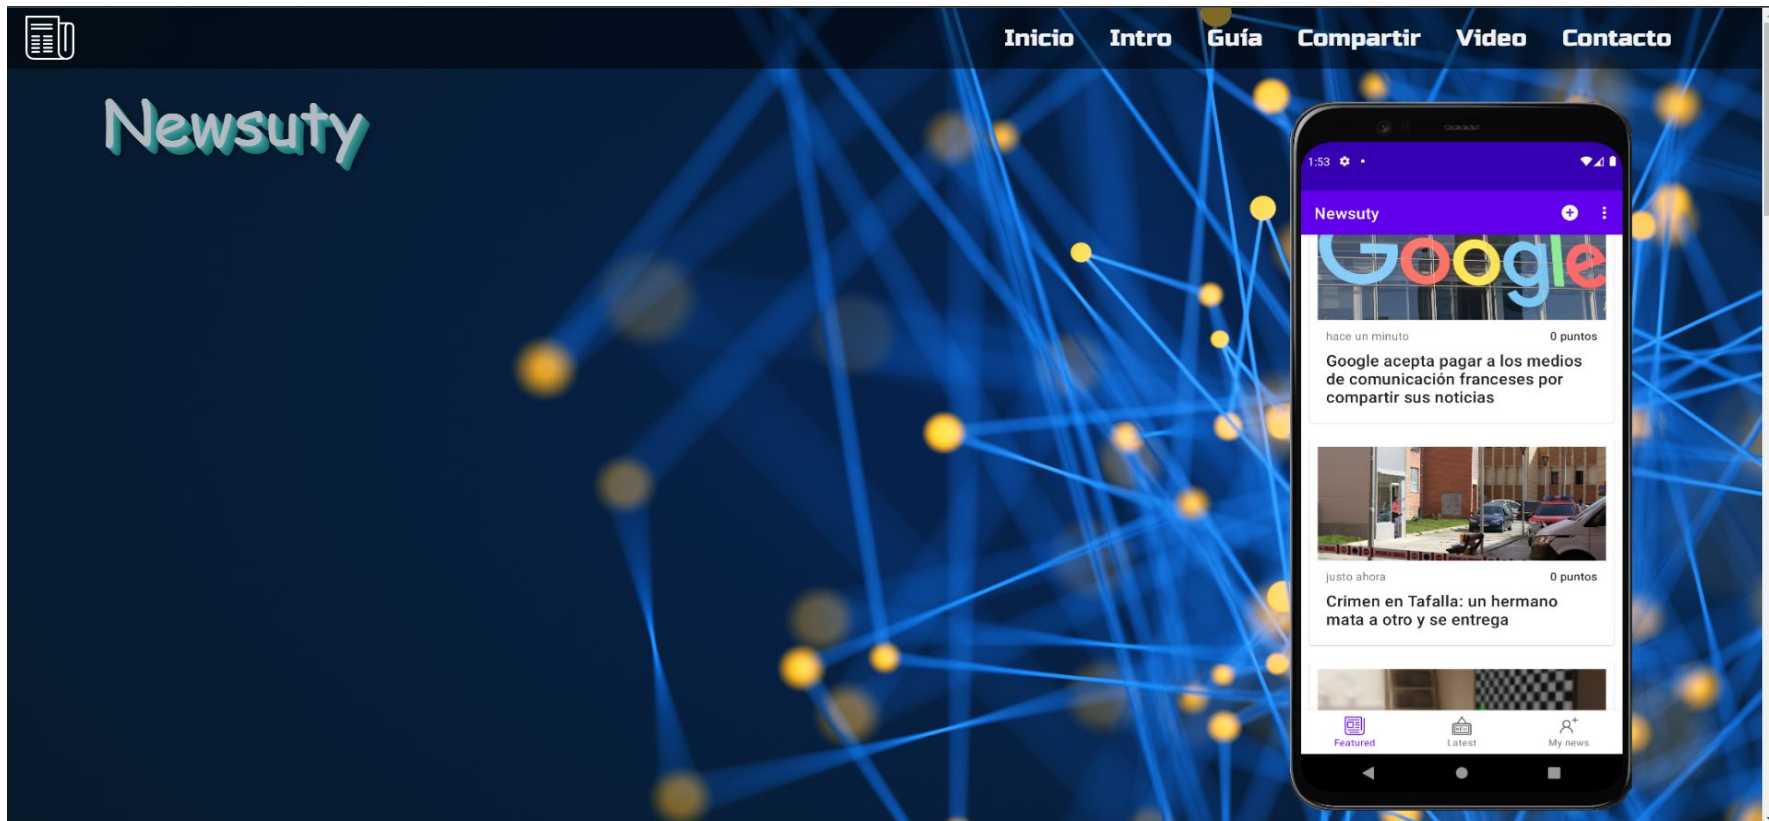 Inicio Intro Guía Compartir Video Contacto
Newsuty
1:53
Newsuty
Google
hace un minuto 0 puntos
Google acepta pagar a los medios
de comunicación franceses por
compartir sus noticias
justo ahora 0 puntos
Crimen en Tafalla: un hermano
mata a otro y se entrega
NEW
Featured Latest My news